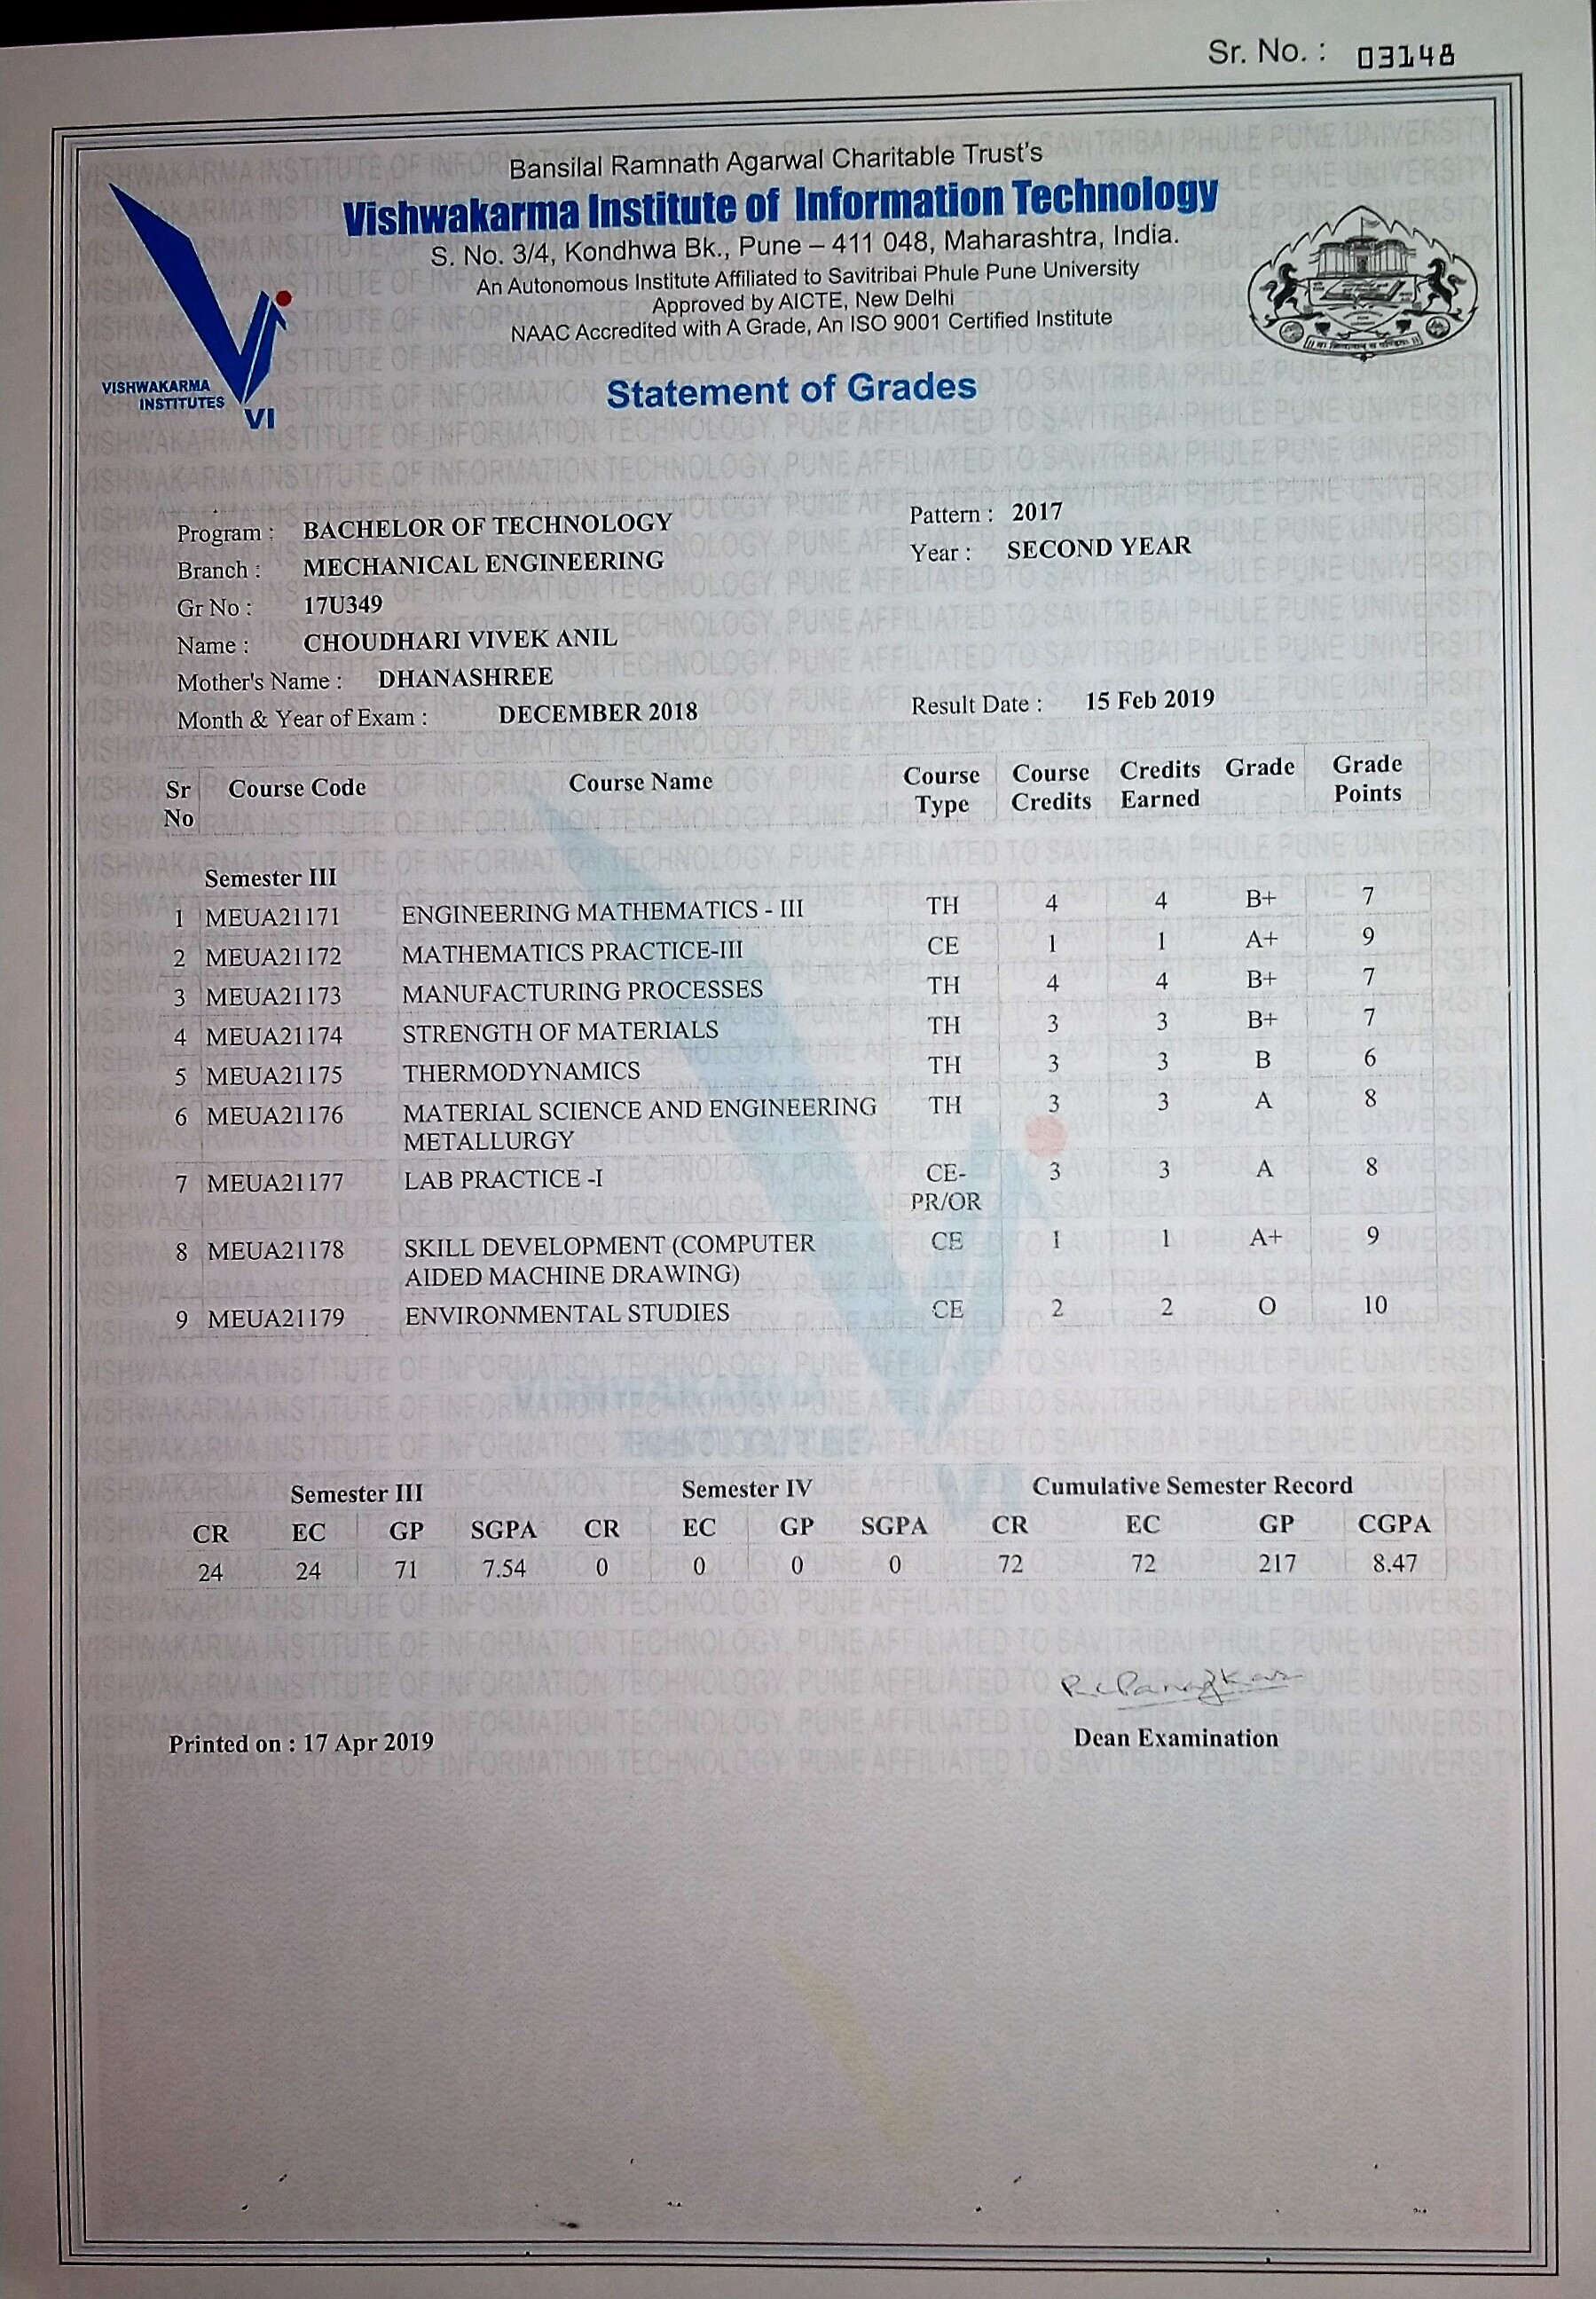 Sr. No. : 03148
Bansilal Ramnath Agarwal Charitable Trust's
Vishwakarma Institute of Information Technology
S. No. 3/4, Kondhwa Bk., Pune – 411 048, Maharashtra, India.
An Autonomous Institute Affiliated to Savitribai Phule Pune University
Approved by AICTE, New Delhi
NAAC Accredited with A Grade, An ISO 9001 Certified Institute
VISHWAKARMA
INSTITUTES
VI
Statement of Grades
Program : BACHELOR OF TECHNOLOGY Pattern : 2017
Branch : MECHANICAL ENGINEERING Year : SECOND YEAR
Gr No : 17U349
Name : CHOUDHARI VIVEK ANIL
Mother's Name : DHANASHREE
Month & Year of Exam : DECEMBER 2018 Result Date : 15 Feb 2019
Sr Course Code Course Name Course Course Credits Grade Grade
No Type Credits Earned Points
Semester III
1 MEUA21171 ENGINEERING MATHEMATICS - III TH 4 4 B+ 7
2 MEUA21172 MATHEMATICS PRACTICE-III CE 1 1 A+ 9
3 MEUA21173 MANUFACTURING PROCESSES TH 4 4 B+ 7
4 MEUA21174 STRENGTH OF MATERIALS TH 3 3 B+ 7
5 MEUA21175 THERMODYNAMICS TH 3 3 B 6
6 MEUA21176 MATERIAL SCIENCE AND ENGINEERING TH 3 3 A 8
METALLURGY
7 MEUA21177 LAB PRACTICE -I CE- 3 3 A 8
PR/OR
8 MEUA21178 SKILL DEVELOPMENT (COMPUTER CE 1 1 A+ 9
AIDED MACHINE DRAWING)
9 MEUA21179 ENVIRONMENTAL STUDIES CE 2 2 O 10
Semester III Semester IV Cumulative Semester Record
CR EC GP SGPA CR EC GP SGPA CR EC GP CGPA
24 24 71 7.54 0 0 0 0 72 72 217 8.47
Printed on : 17 Apr 2019 Dean Examination